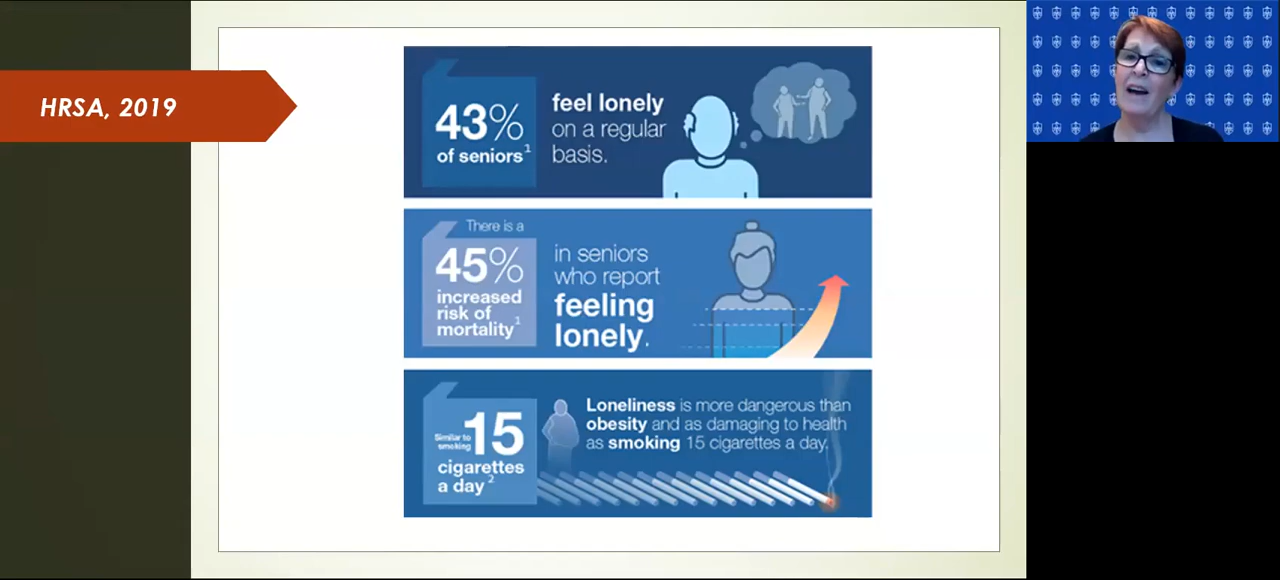 HRSA, 2019
43%
of seniors1
feel lonely
on a regular
basis.
There is a
45%
increased
risk of
mortality1
in seniors
who report
feeling
lonely.
Similar to
smoking
15
cigarettes
a day2
Loneliness is more dangerous than
obesity and as damaging to health
as smoking 15 cigarettes a day.